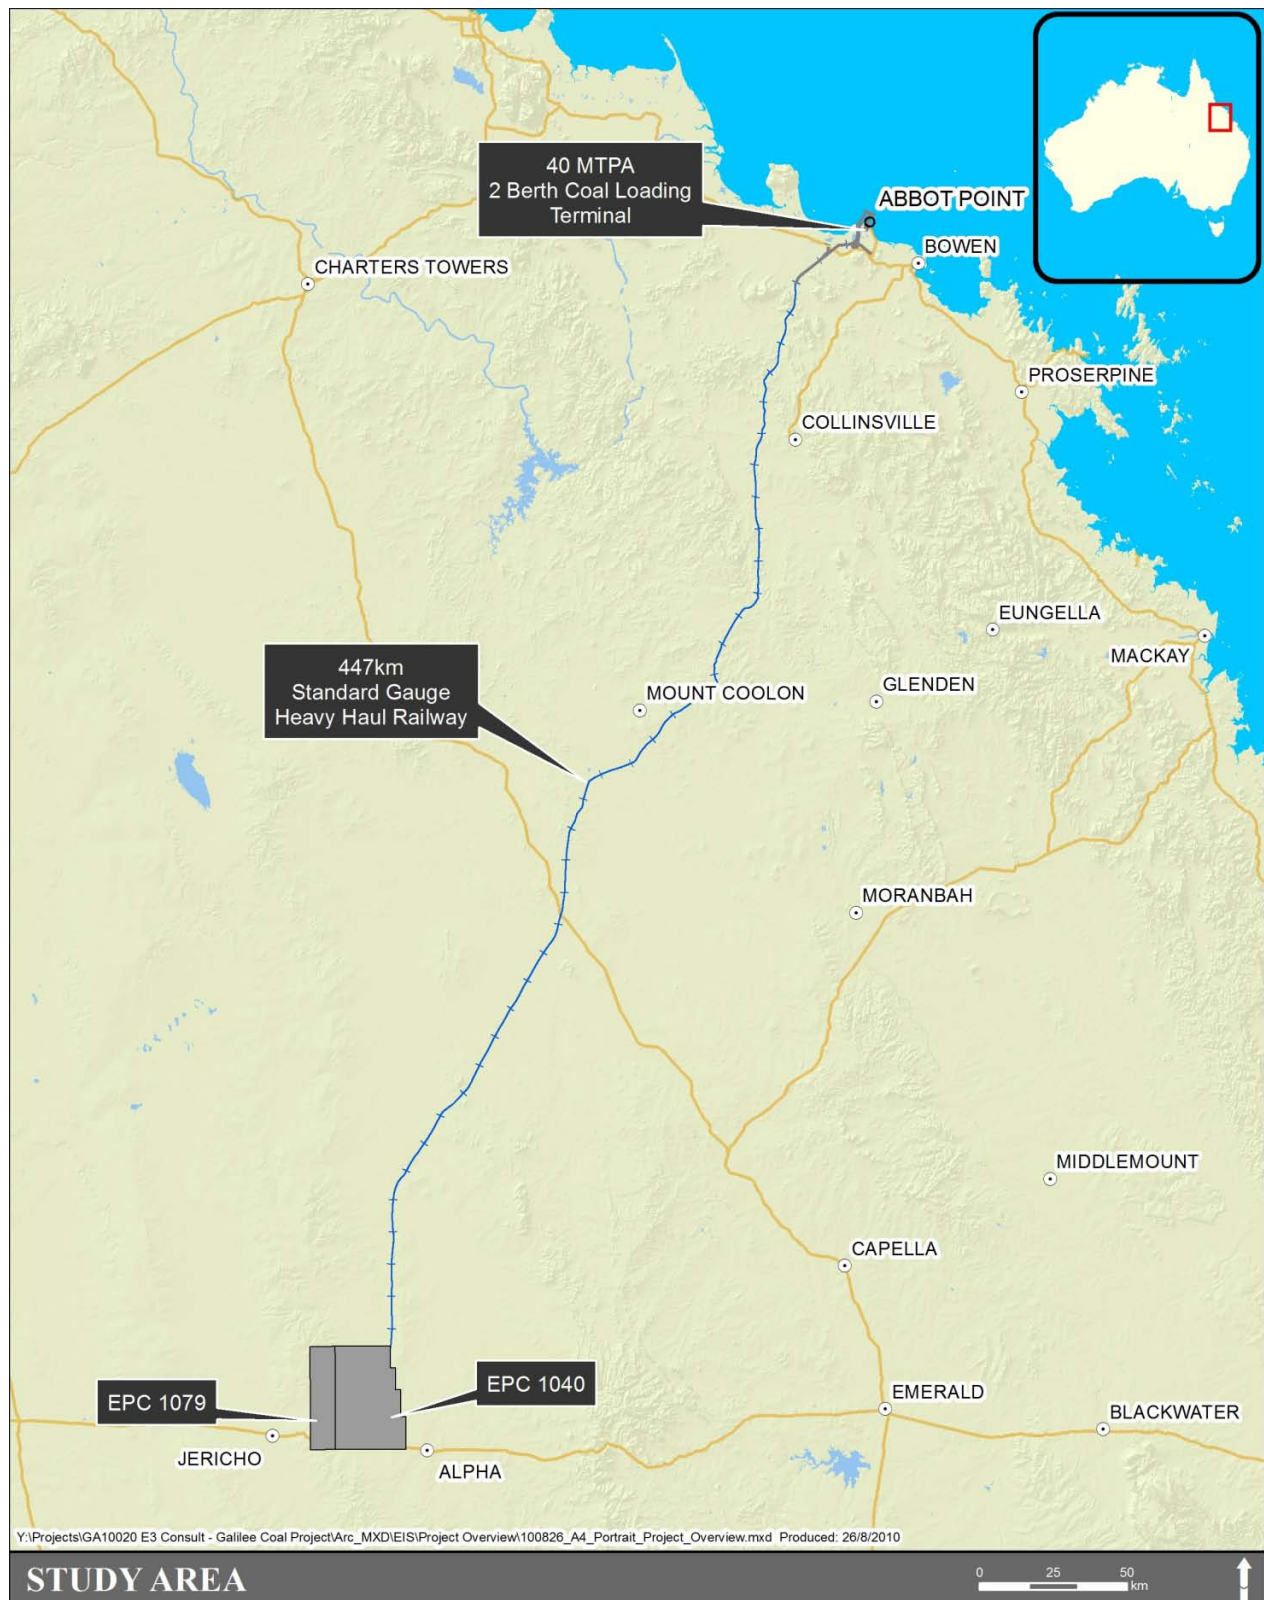 40 MTPA
2 Berth Coal Loading
Terminal
ABBOT POINT
BOWEN
CHARTERS TOWERS
PROSERPINE
COLLINSVILLE
EUNGELLA
MACKAY
447km
Standard Gauge
Heavy Haul Railway
MOUNT COOLON
GLENDEN
MORANBAH
MIDDLEMOUNT
CAPELLA
EPC 1079
EPC 1040
EMERALD
BLACKWATER
JERICHO
ALPHA
Y:\Projects\GA10020 E3 Consult - Galilee Coal Project\Arc_MXD\EIS\Project Overview\100826_A4_Portrait_Project_Overview.mxd Produced: 26/8/2010
STUDY AREA
0 25 50
km